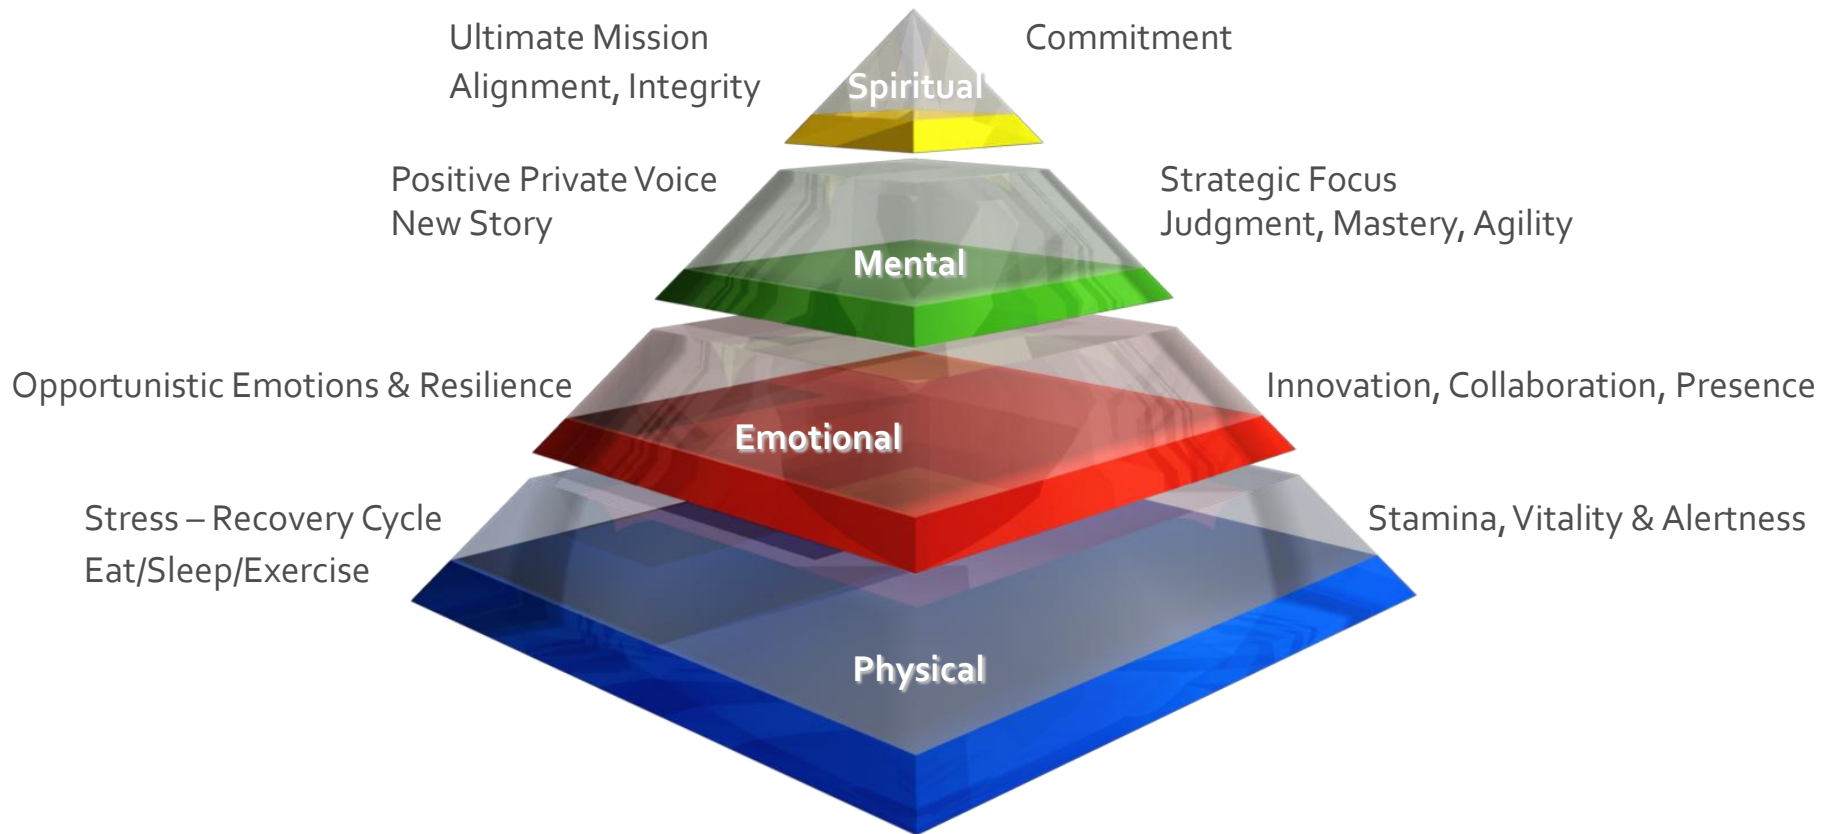 Ultimate Mission
Alignment, Integrity
Spiritual
Commitment
Positive Private Voice
New Story
Mental
Strategic Focus
Judgment, Mastery, Agility
Opportunistic Emotions & Resilience
Emotional
Innovation, Collaboration, Presence
Stress – Recovery Cycle
Eat/Sleep/Exercise
Physical
Stamina, Vitality & Alertness